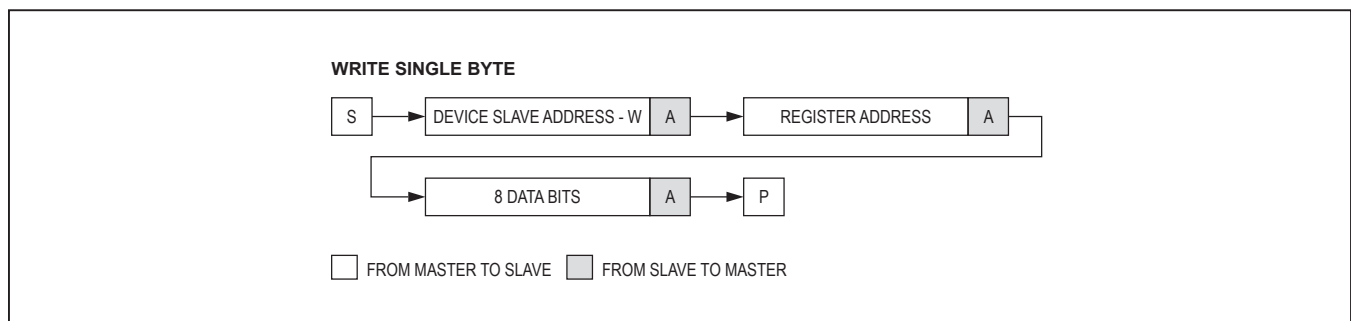 WRITE SINGLE BYTE
S DEVICE SLAVE ADDRESS - W A REGISTER ADDRESS A
8 DATA BITS A P
FROM MASTER TO SLAVE FROM SLAVE TO MASTER